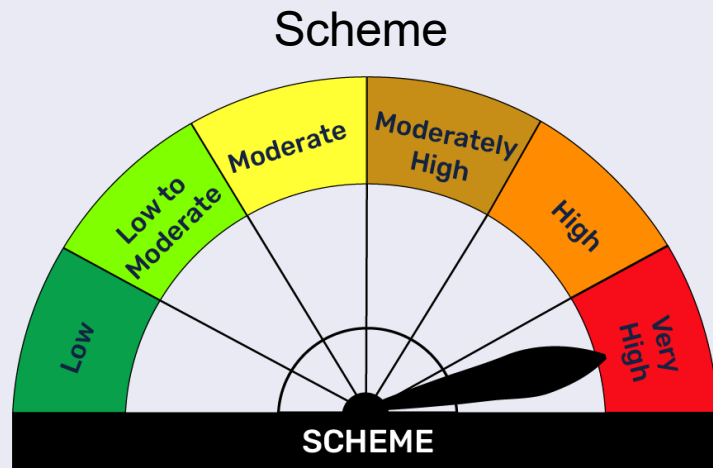 Scheme
Low
Low to
Moderate
Moderate
Moderately
High
High
Very
High
SCHEME